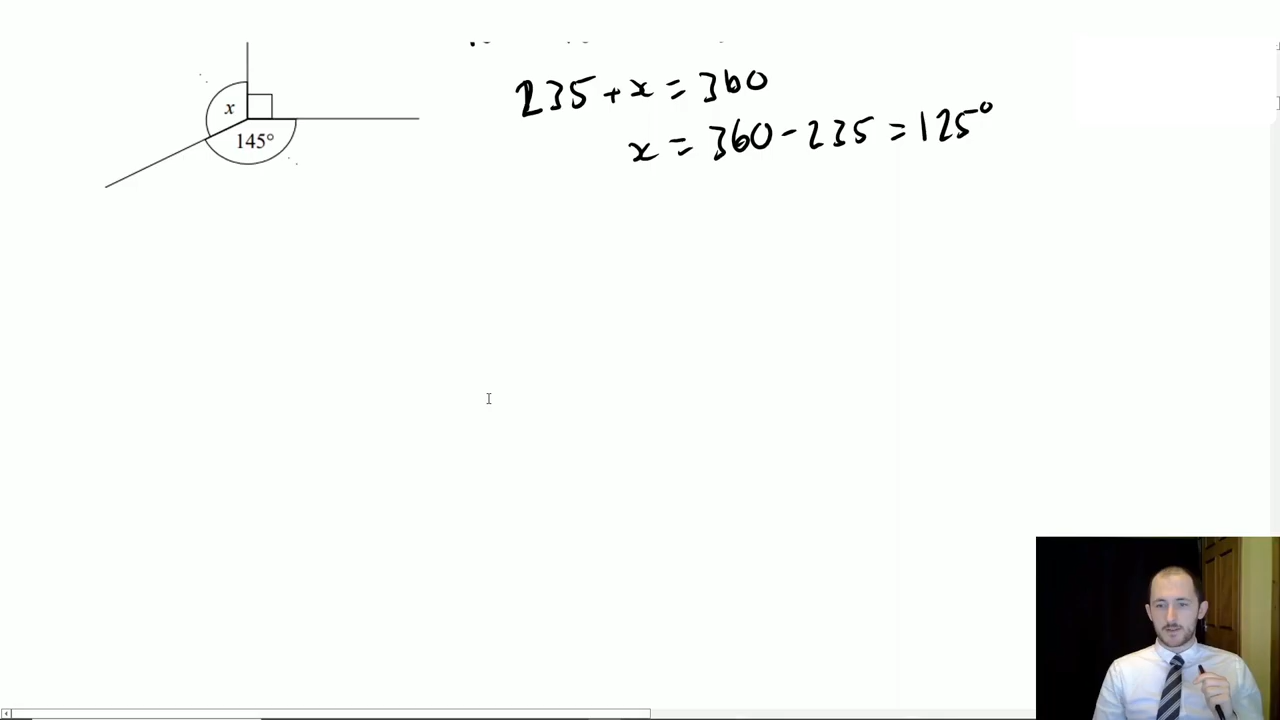 235 + x = 360
x = 360 - 235 = 125°
x
145°